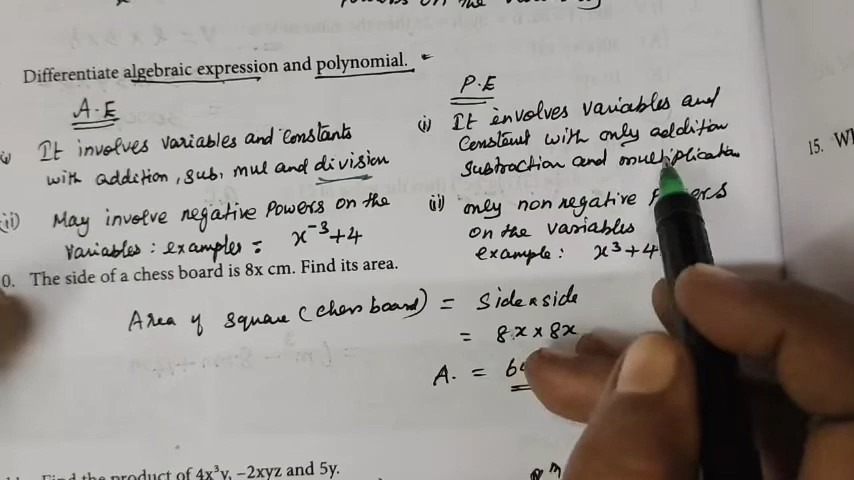 Differentiate algebraic expression and polynomial.
A.E
(i) It involves variables and constants
with addition, sub, mul and division
(ii) May involve negative powers on the
variables : examples = x⁻³+4
P.E
(i) It involves variables and
constant with only addition
subtraction and multiplication
(ii) only non negative powers
on the variables
example : x³+4
0. The side of a chess board is 8x cm. Find its area.
Area of square (chess board) = side x side
= 8x x 8x
A. =
15.
Find the product of 4x³y, −2xyz and 5y.